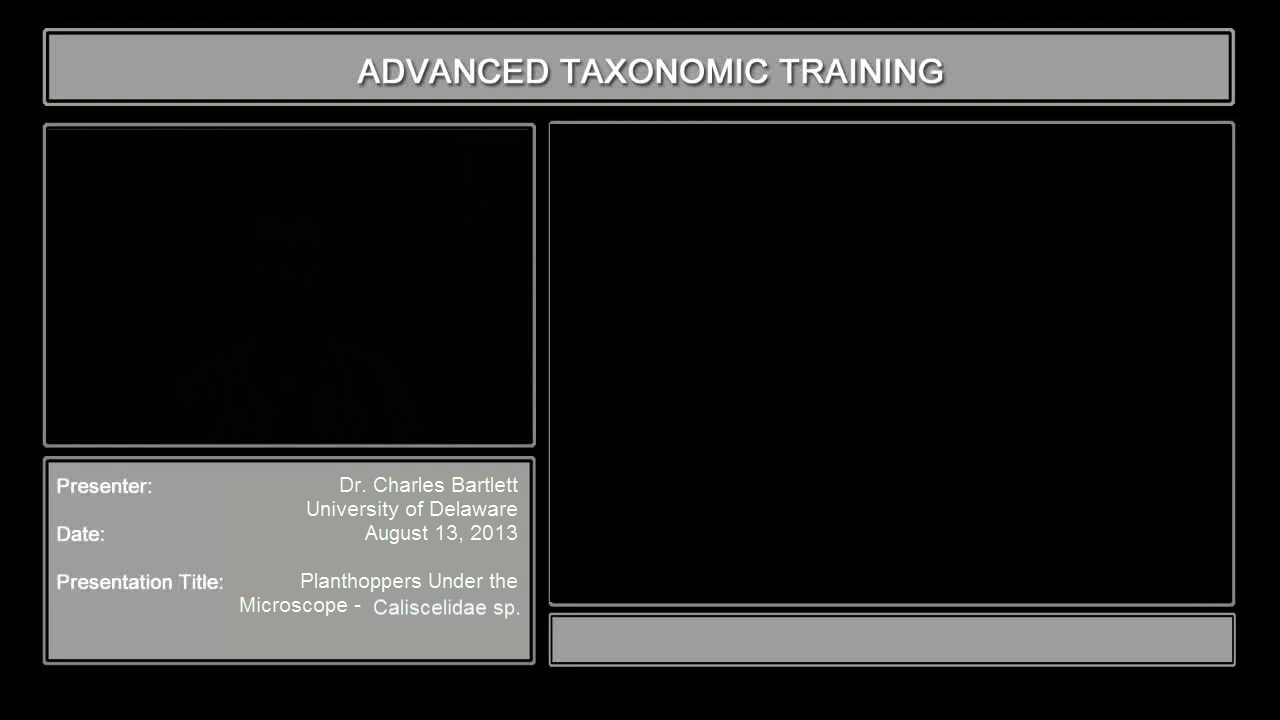 ADVANCED TAXONOMIC TRAINING
Presenter: Dr. Charles Bartlett
University of Delaware
Date: August 13, 2013
Presentation Title: Planthoppers Under the
Microscope - Caliscelidae sp.